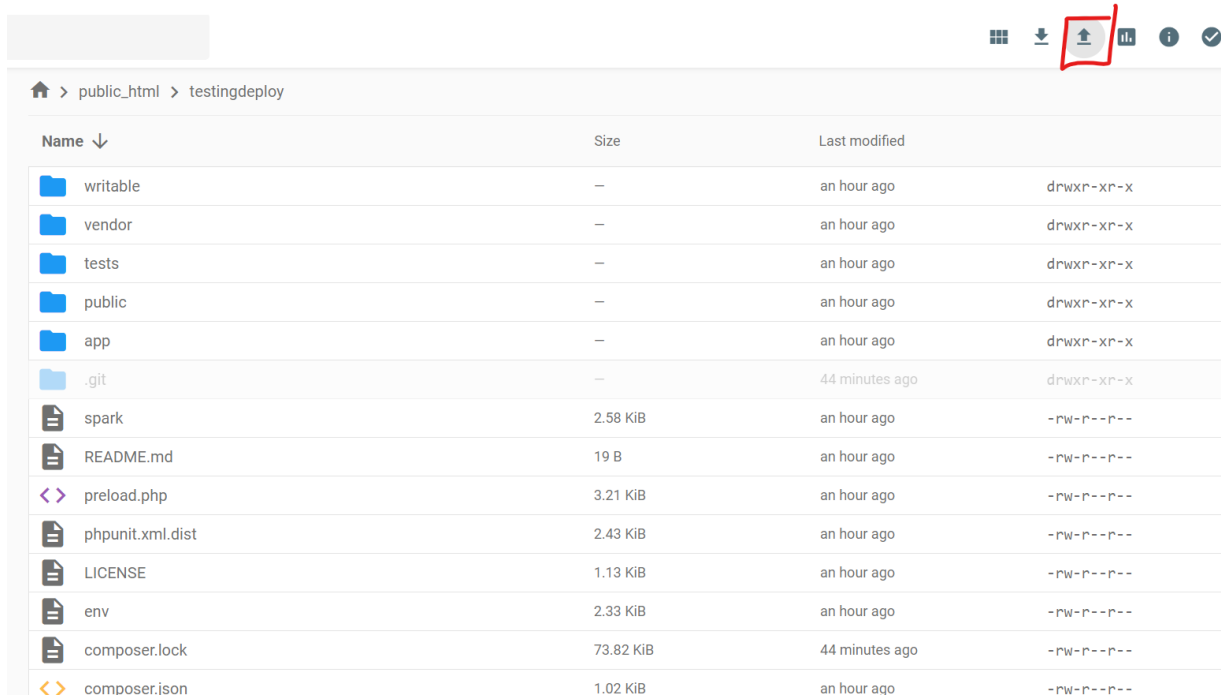 public_html testingdeploy
Name Size Last modified
writable — an hour ago drwxr-xr-x
vendor — an hour ago drwxr-xr-x
tests — an hour ago drwxr-xr-x
public — an hour ago drwxr-xr-x
app — an hour ago drwxr-xr-x
.git — 44 minutes ago drwxr-xr-x
spark 2.58 KiB an hour ago -rw-r--r--
README.md 19 B an hour ago -rw-r--r--
preload.php 3.21 KiB an hour ago -rw-r--r--
phpunit.xml.dist 2.43 KiB an hour ago -rw-r--r--
LICENSE 1.13 KiB an hour ago -rw-r--r--
env 2.33 KiB an hour ago -rw-r--r--
composer.lock 73.82 KiB 44 minutes ago -rw-r--r--
composer.json 1.02 KiB an hour ago -rw-r--r--